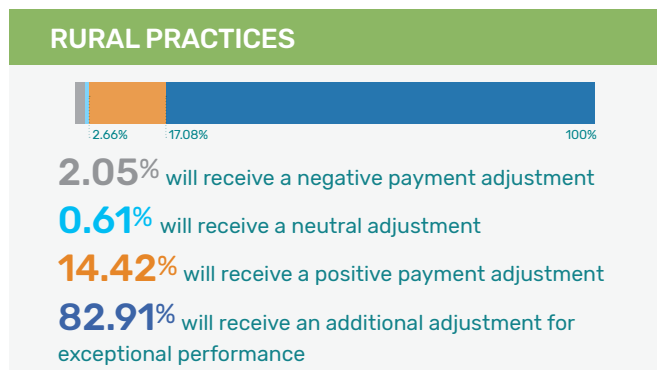 RURAL PRACTICES
2.66% 17.08% 100%
2.05% will receive a negative payment adjustment
0.61% will receive a neutral adjustment
14.42% will receive a positive payment adjustment
82.91% will receive an additional adjustment for
exceptional performance